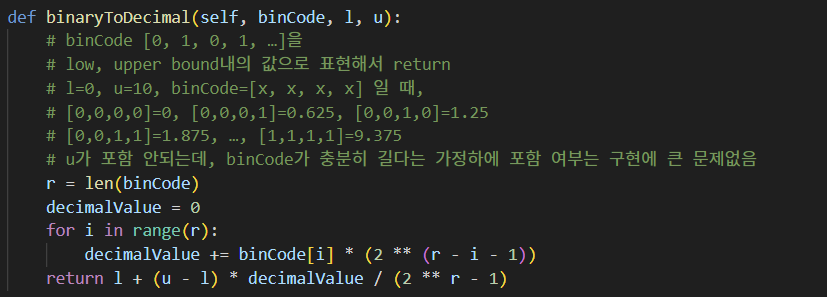 def binaryToDecimal(self, binCode, l, u):
    # binCode [0, 1, 0, 1, …]을
    # low, upper bound내의 값으로 표현해서 return
    # l=0, u=10, binCode=[x, x, x, x] 일 때,
    # [0,0,0,0]=0, [0,0,0,1]=0.625, [0,0,1,0]=1.25
    # [0,0,1,1]=1.875, …, [1,1,1,1]=9.375
    # u가 포함 안되는데, binCode가 충분히 길다는 가정하에 포함 여부는 구현에 큰 문제없음
    r = len(binCode)
    decimalValue = 0
    for i in range(r):
        decimalValue += binCode[i] * (2 ** (r - i - 1))
    return l + (u - l) * decimalValue / (2 ** r - 1)